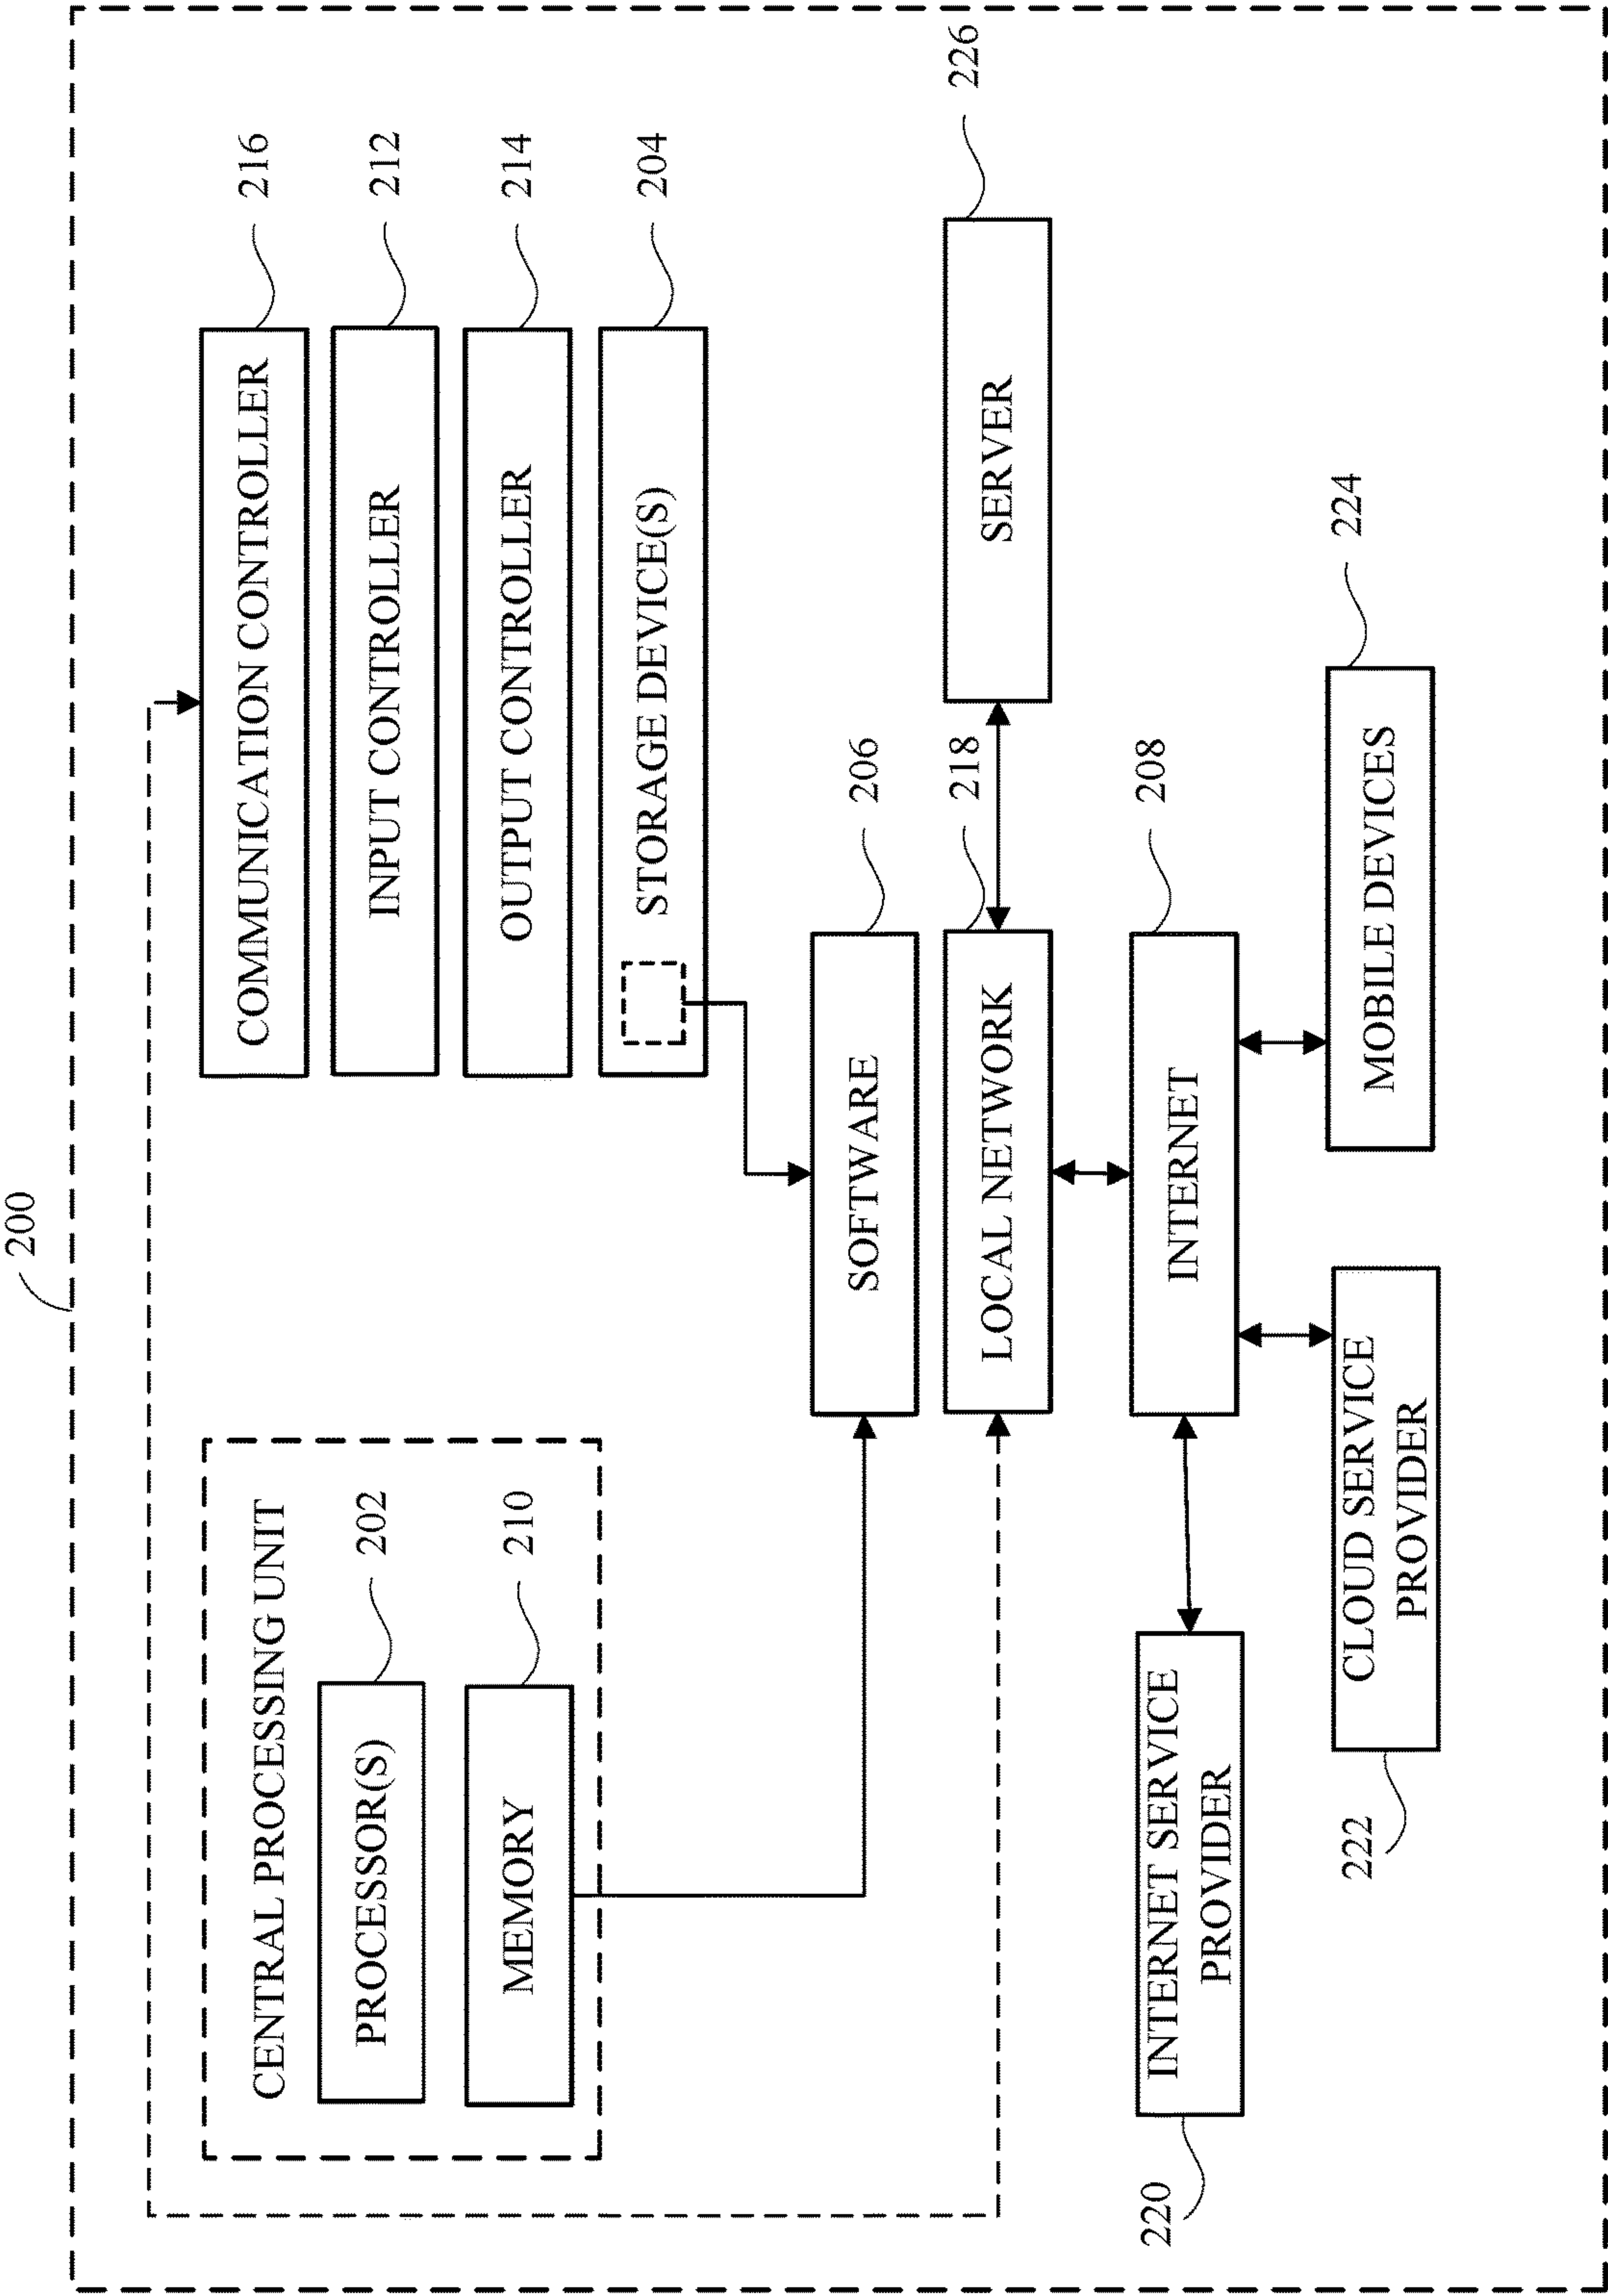 200
CENTRAL PROCESSING UNIT
PROCESSOR(S)
202
MEMORY
210
COMMUNICATION CONTROLLER
216
INPUT CONTROLLER
212
OUTPUT CONTROLLER
214
STORAGE DEVICE(S)
204
SOFTWARE
206
LOCAL NETWORK
218
SERVER
226
INTERNET
208
INTERNET SERVICE
PROVIDER
220
CLOUD SERVICE
PROVIDER
222
MOBILE DEVICES
224